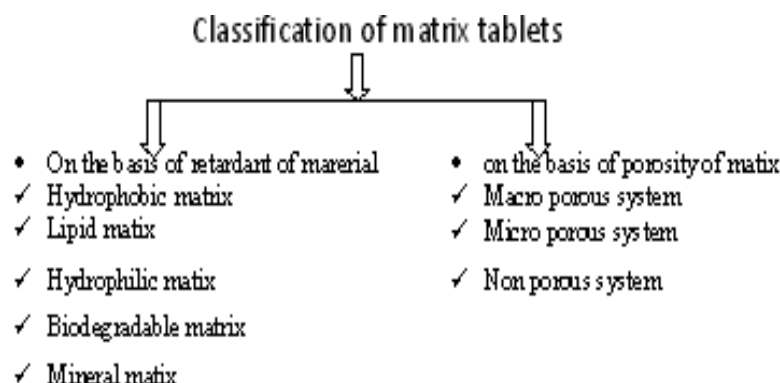 Classification of matrix tablets
• On the basis of retardant of marerial
✓ Hydrophobic matrix
✓ Lipid matix
✓ Hydrophilic matix
✓ Biodegradable matrix
✓ Mineral matix
• on the basis of porosity of matix
✓ Macro porous system
✓ Micro porous system
✓ Non porous system